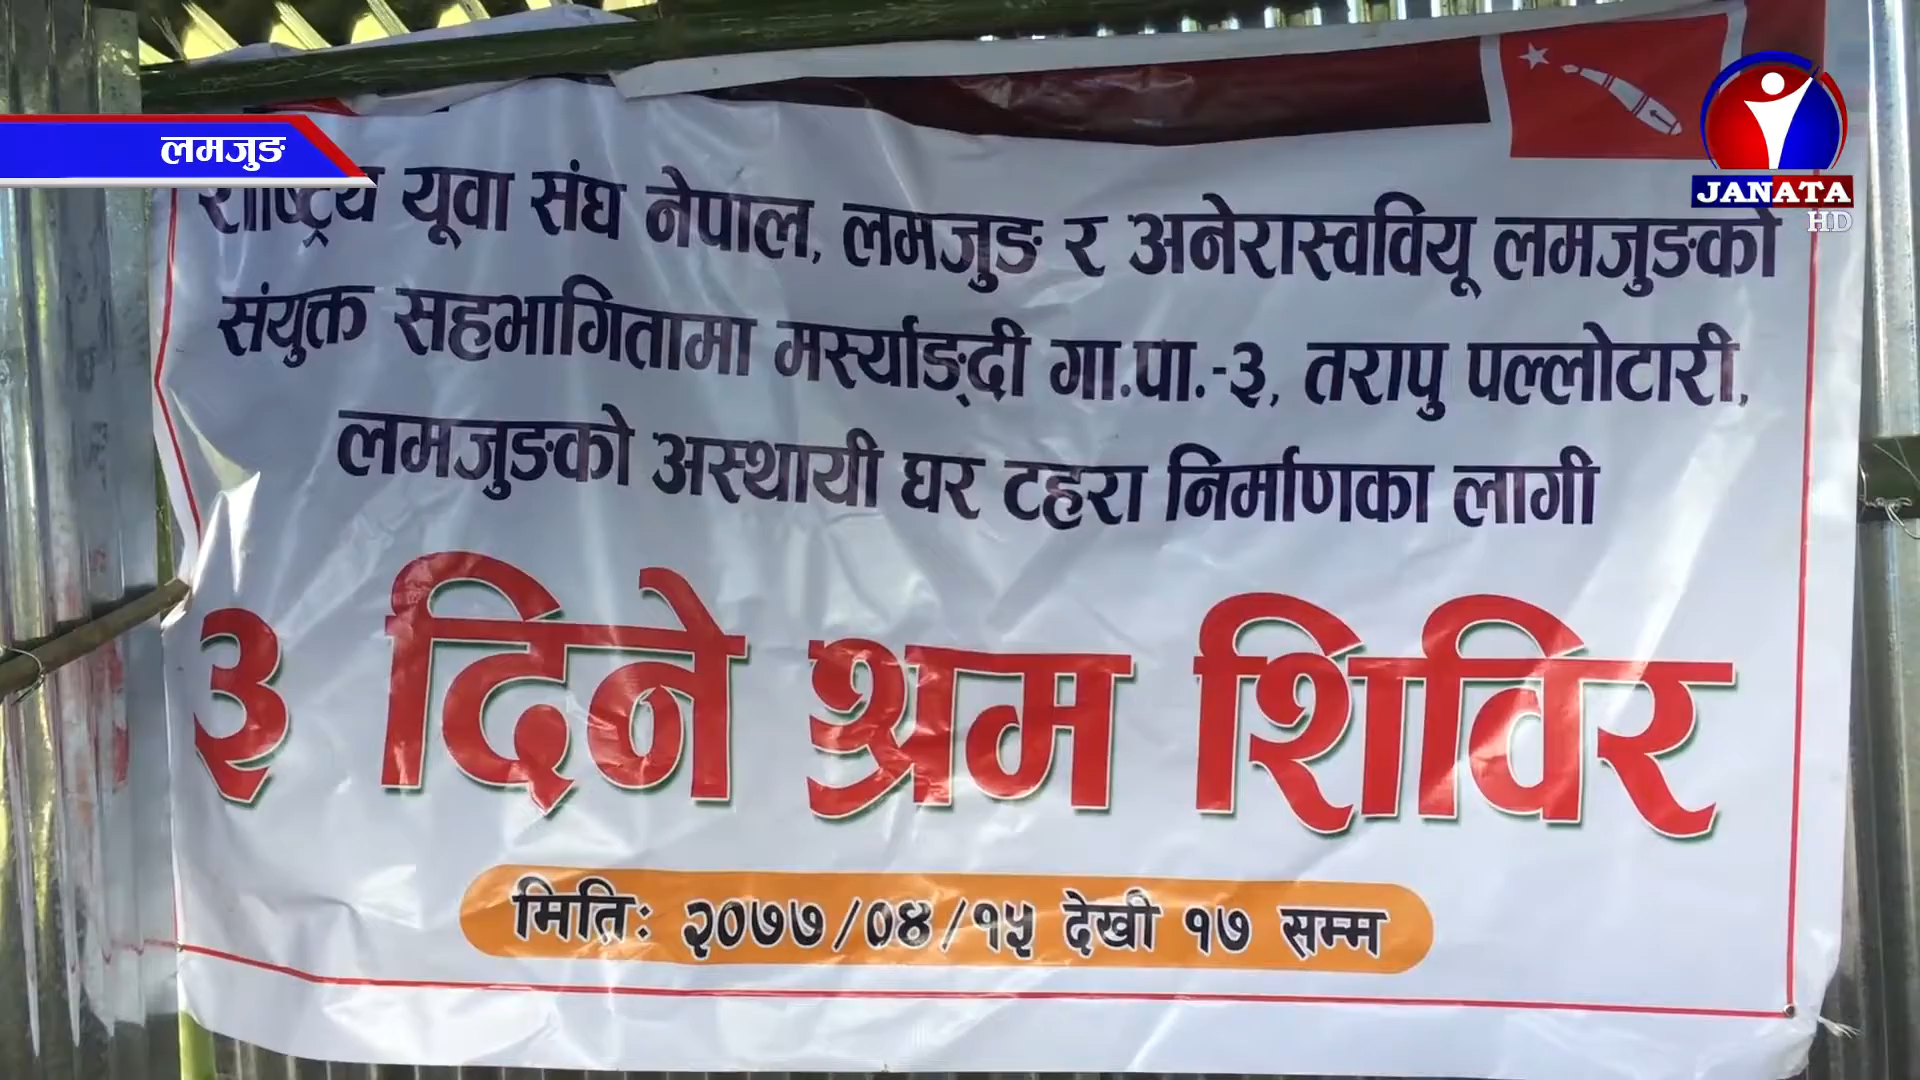 लमजुङ
JANATA
HD
राष्ट्रिय यूवा संघ नेपाल, लमजुङ र अनेरास्ववियू लमजुङको
संयुक्त सहभागितामा मर्स्याङ्दी गा.पा.-३, तरापु पल्लोटारी,
लमजुङको अस्थायी घर टहरा निर्माणका लागी
३ दिने श्रम शिविर
मितिः २०७७/०४/१५ देखी १७ सम्म